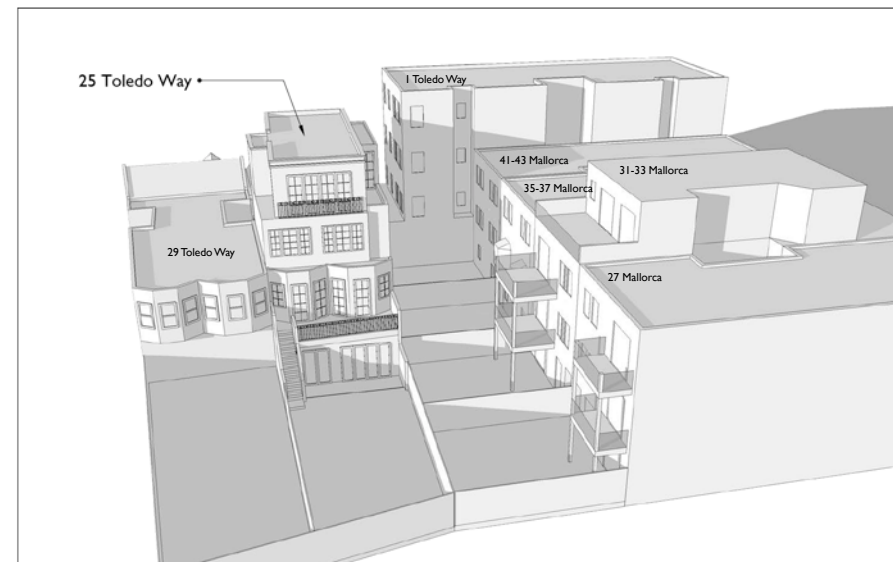 25 Toledo Way
1 Toledo Way
41-43 Mallorca
31-33 Mallorca
35-37 Mallorca
29 Toledo Way
27 Mallorca